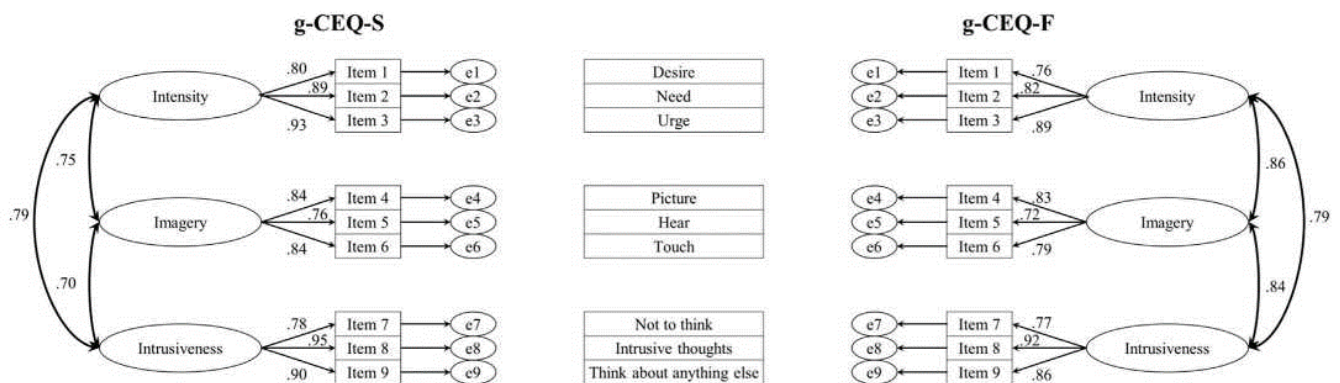 g-CEQ-S
g-CEQ-F
.80 Item 1 e1 Desire e1 Item 1 .76
Intensity .89 Item 2 e2 Need e2 Item 2 .82 Intensity
.93 Item 3 e3 Urge e3 Item 3 .89
.75 .86
.84 Item 4 e4 Picture e4 Item 4 .83
.79 Imagery .76 Item 5 e5 Hear e5 Item 5 .72 Imagery .79
.84 Item 6 e6 Touch e6 Item 6 .79
.70 .84
.78 Item 7 e7 Not to think e7 Item 7 .77
Intrusiveness .95 Item 8 e8 Intrusive thoughts e8 Item 8 .92 Intrusiveness
.90 Item 9 e9 Think about anything else e9 Item 9 .86